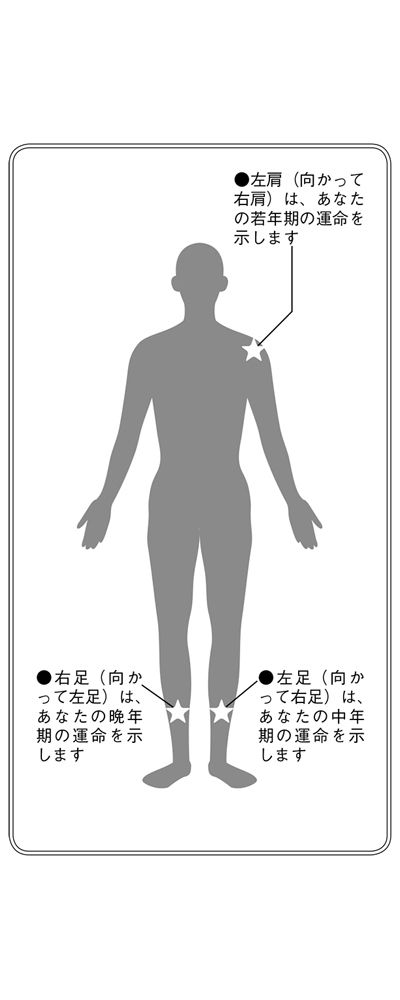 ●左肩（向かって
右肩）は、あなた
の若年期の運命を
示します
●右足（向か
って左足）は、
あなたの晩年
期の運命を示
します
●左足（向か
って右足）は、
あなたの中年
期の運命を示
します